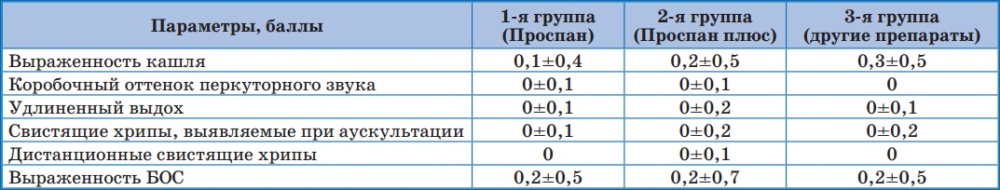 Параметры, баллы 1-я группа (Проспан) 2-я группа (Проспан плюс) 3-я группа (другие препараты)
Выраженность кашля 0,1±0,4 0,2±0,5 0,3±0,5
Коробочный оттенок перкуторного звука 0±0,1 0±0,1 0
Удлиненный выдох 0±0,1 0±0,2 0±0,1
Свистящие хрипы, выявляемые при аускультации 0±0,1 0±0,2 0±0,2
Дистанционные свистящие хрипы 0 0±0,1 0
Выраженность БОС 0,2±0,5 0,2±0,7 0,2±0,5